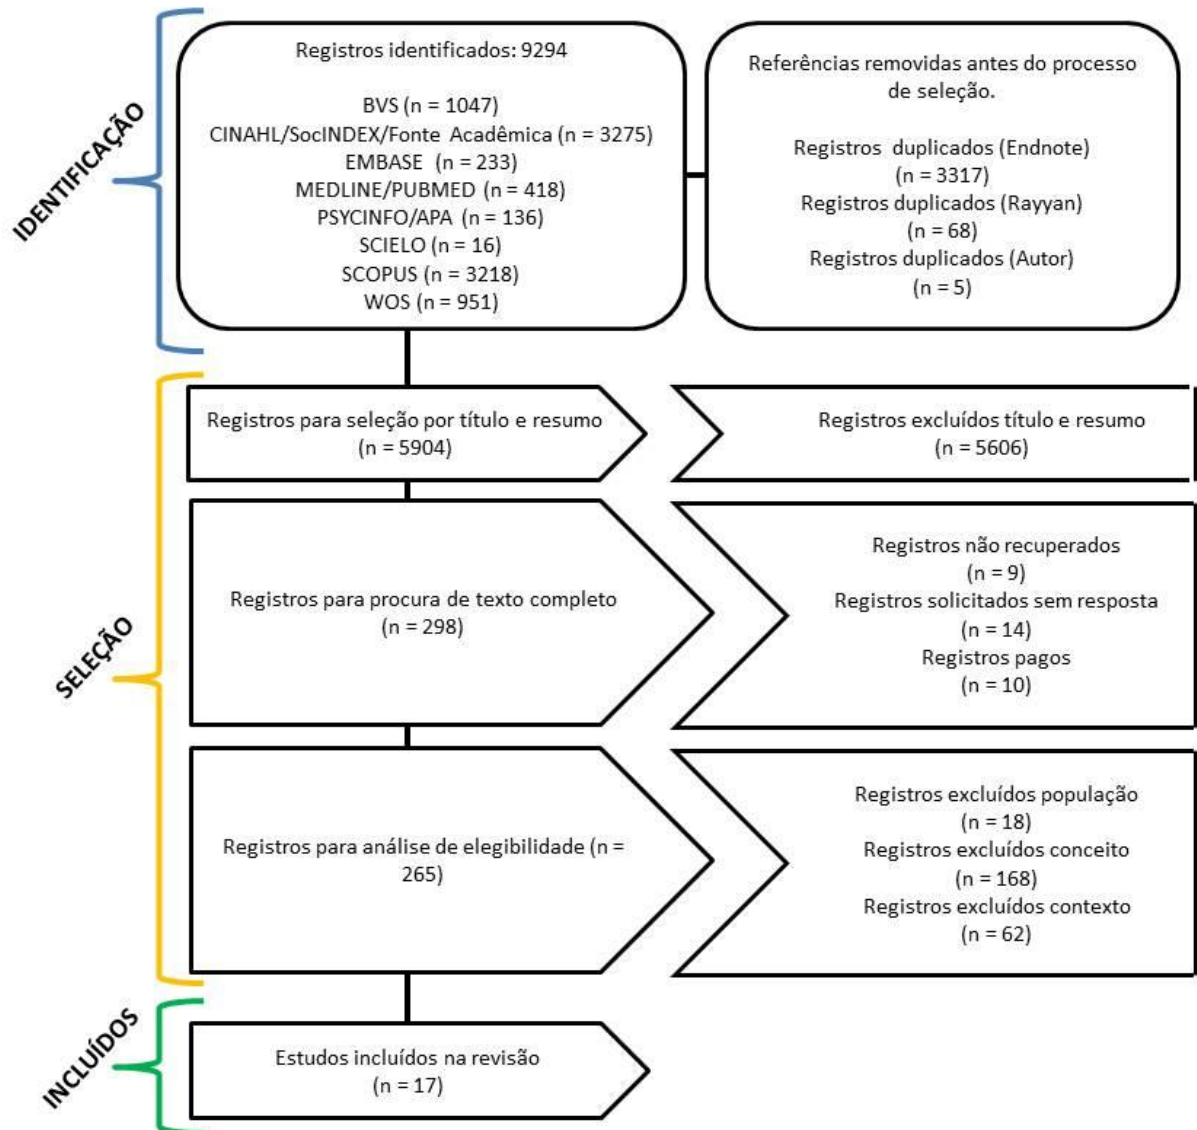 IDENTIFICAÇÃO
Registros identificados: 9294
BVS (n = 1047)
CINAHL/SocINDEX/Fonte Acadêmica (n = 3275)
EMBASE (n = 233)
MEDLINE/PUBMED (n = 418)
PSYCINFO/APA (n = 136)
SCIELO (n = 16)
SCOPUS (n = 3218)
WOS (n = 951)
Referências removidas antes do processo
de seleção.
Registros duplicados (Endnote)
(n = 3317)
Registros duplicados (Rayyan)
(n = 68)
Registros duplicados (Autor)
(n = 5)
SELEÇÃO
Registros para seleção por título e resumo
(n = 5904)
Registros excluídos título e resumo
(n = 5606)
Registros para procura de texto completo
(n = 298)
Registros não recuperados
(n = 9)
Registros solicitados sem resposta
(n = 14)
Registros pagos
(n = 10)
Registros para análise de elegibilidade (n =
265)
Registros excluídos população
(n = 18)
Registros excluídos conceito
(n = 168)
Registros excluídos contexto
(n = 62)
INCLUÍDOS
Estudos incluídos na revisão
(n = 17)